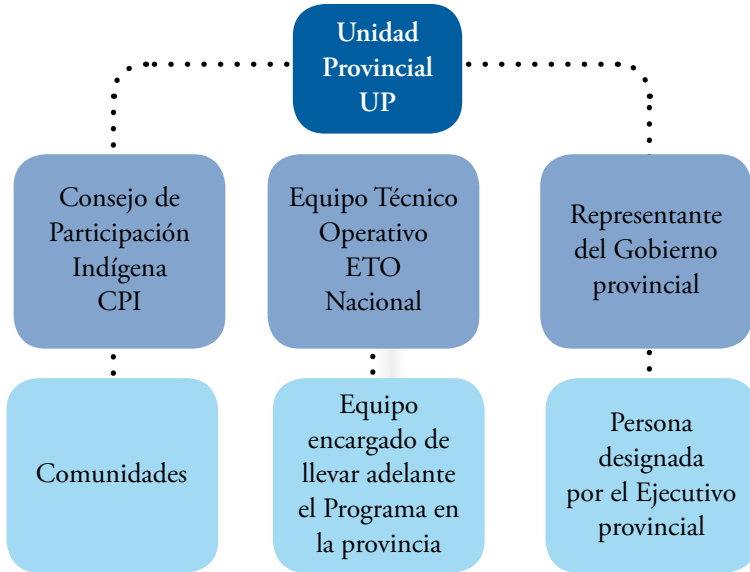 Unidad
Provincial
UP
Consejo de
Participación
Indígena
CPI
Equipo Técnico
Operativo
ETO
Nacional
Representante
del Gobierno
provincial
Comunidades
Equipo
encargado de
llevar adelante
el Programa en
la provincia
Persona
designada
por el Ejecutivo
provincial